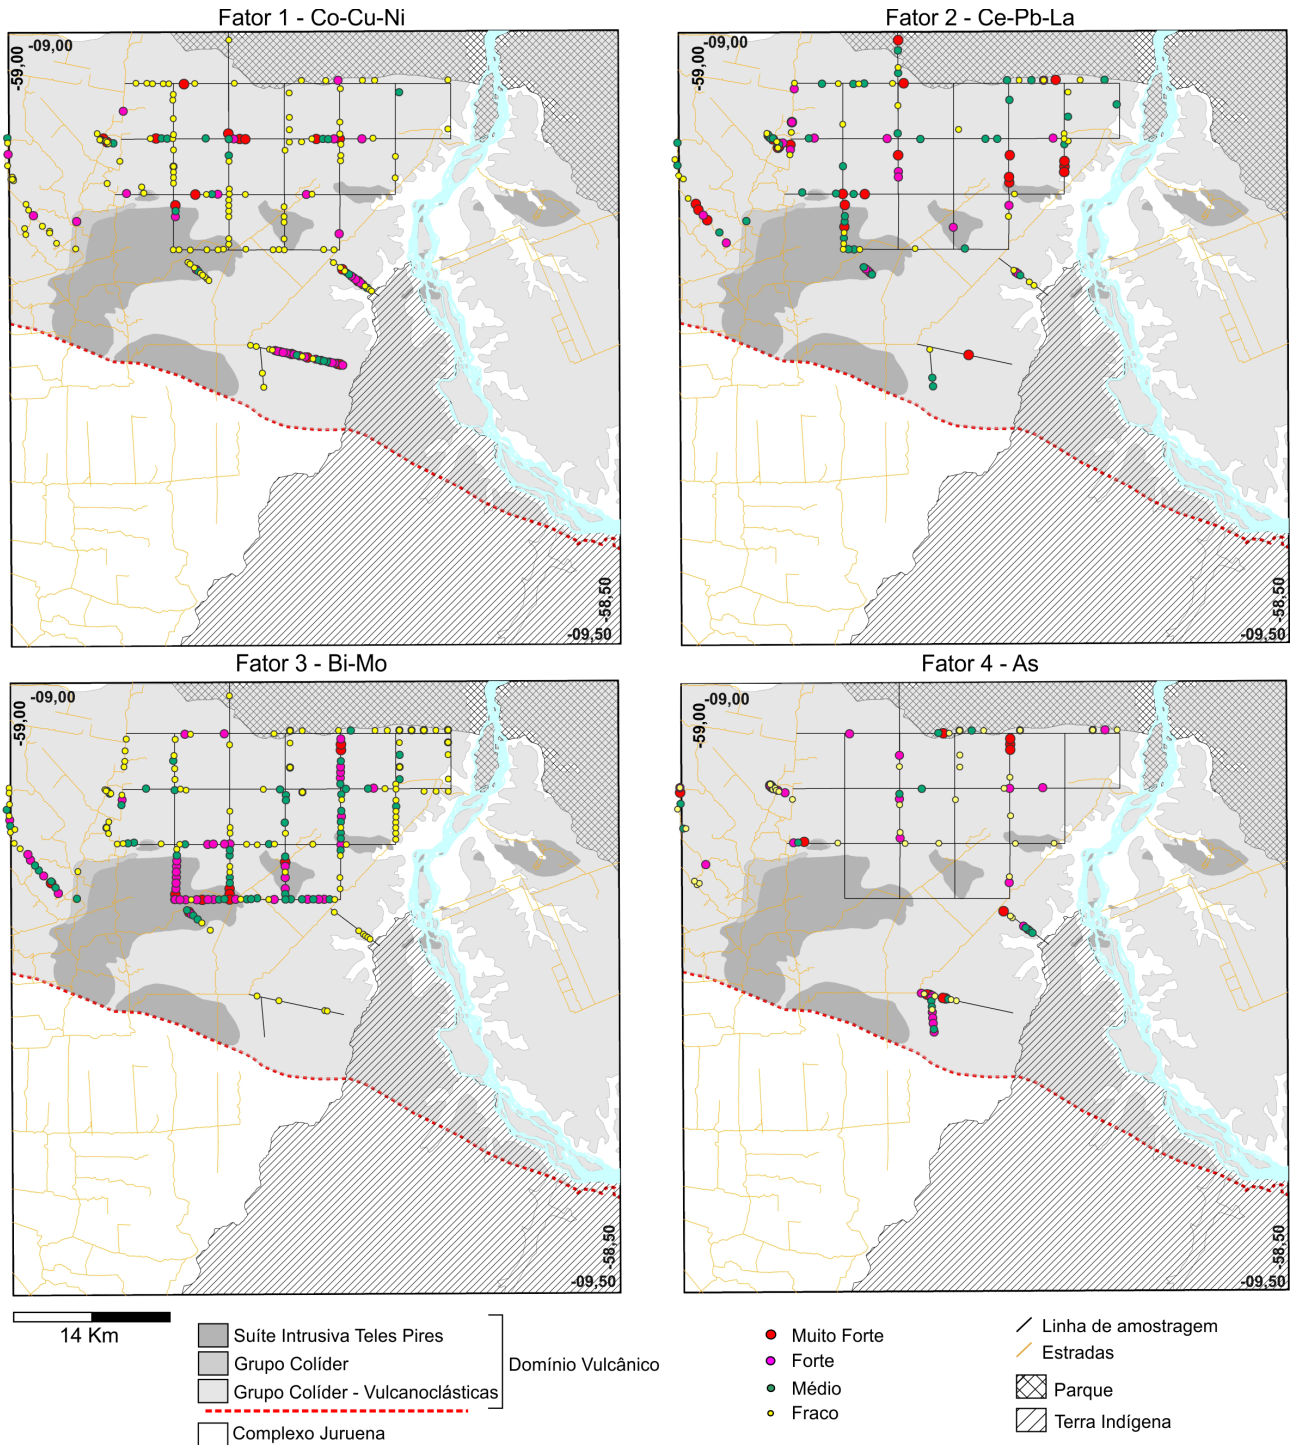 Fator 1 - Co-Cu-Ni
-09,00
-59,00
-58,50
-09,50
Fator 2 - Ce-Pb-La
-09,00
-59,00
-58,50
-09,50
Fator 3 - Bi-Mo
-09,00
-59,00
-58,50
-09,50
Fator 4 - As
-09,00
-59,00
-58,50
-09,50
14 Km
Suíte Intrusiva Teles Pires
Grupo Colíder
Grupo Colíder - Vulcanoclásticas
Domínio Vulcânico
Complexo Juruena
Muito Forte
Forte
Médio
Fraco
Linha de amostragem
Estradas
Parque
Terra Indígena